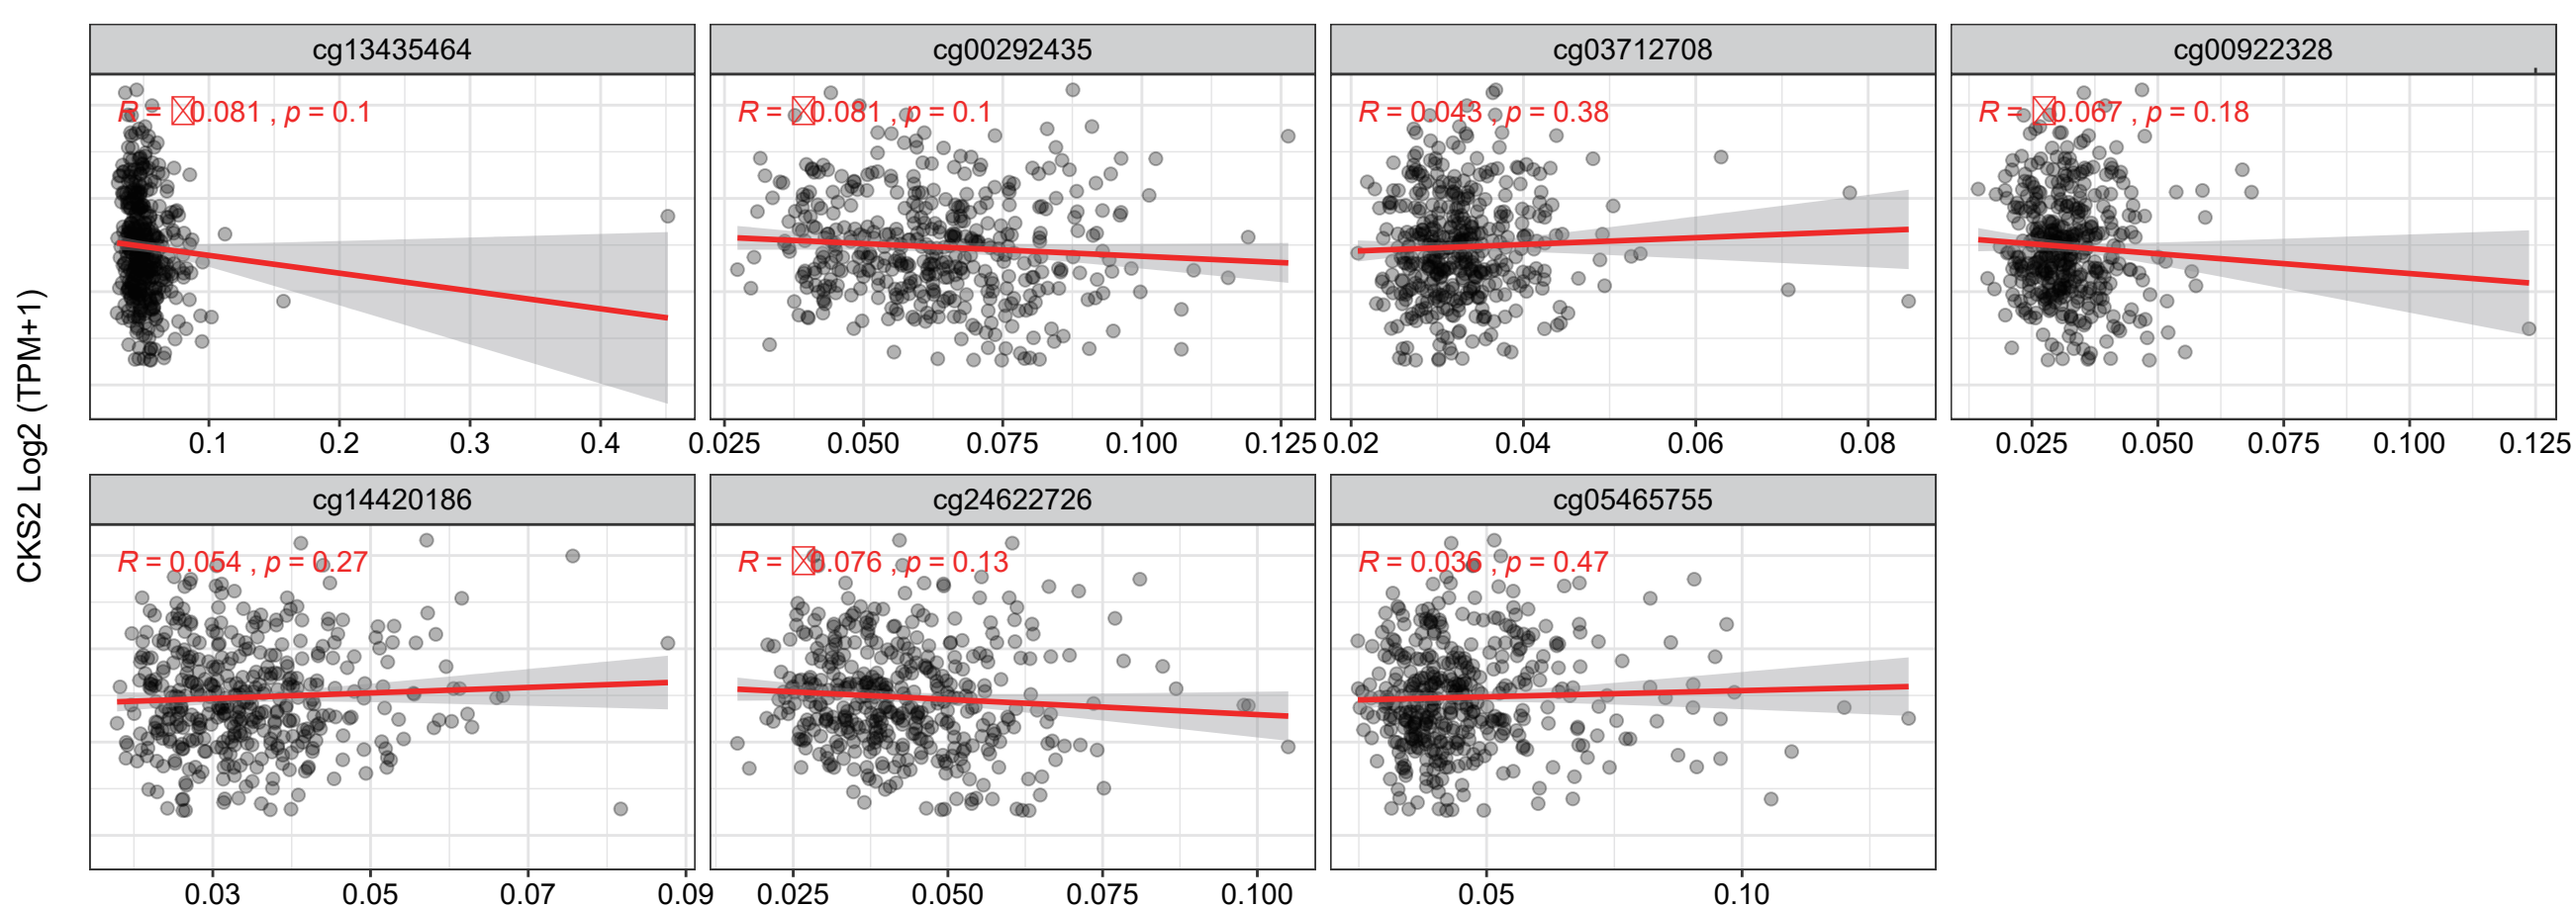 cg13435464 cg00292435 cg03712708 cg00922328
R = ☒0.081 , p = 0.1 R = ☒0.081 , p = 0.1 R = 0.043 , p = 0.38 R = ☒0.067 , p = 0.18
0.1 0.2 0.3 0.4 0.025 0.050 0.075 0.100 0.125 0.02 0.04 0.06 0.08 0.025 0.050 0.075 0.100 0.125
CKS2 Log2 (TPM+1)
cg14420186 cg24622726 cg05465755
R = 0.054 , p = 0.27 R = ☒0.076 , p = 0.13 R = 0.036 , p = 0.47
0.03 0.05 0.07 0.09 0.025 0.050 0.075 0.100 0.05 0.10